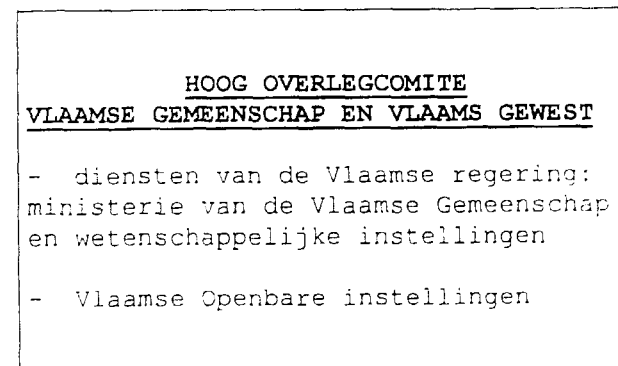 HOOG OVERLEGCOMITE
VLAAMSE GEMEENSCHAP EN VLAAMS GEWEST
- diensten van de Vlaamse regering:
ministerie van de Vlaamse Gemeenschap
en wetenschappelijke instellingen
- Vlaamse Openbare instellingen